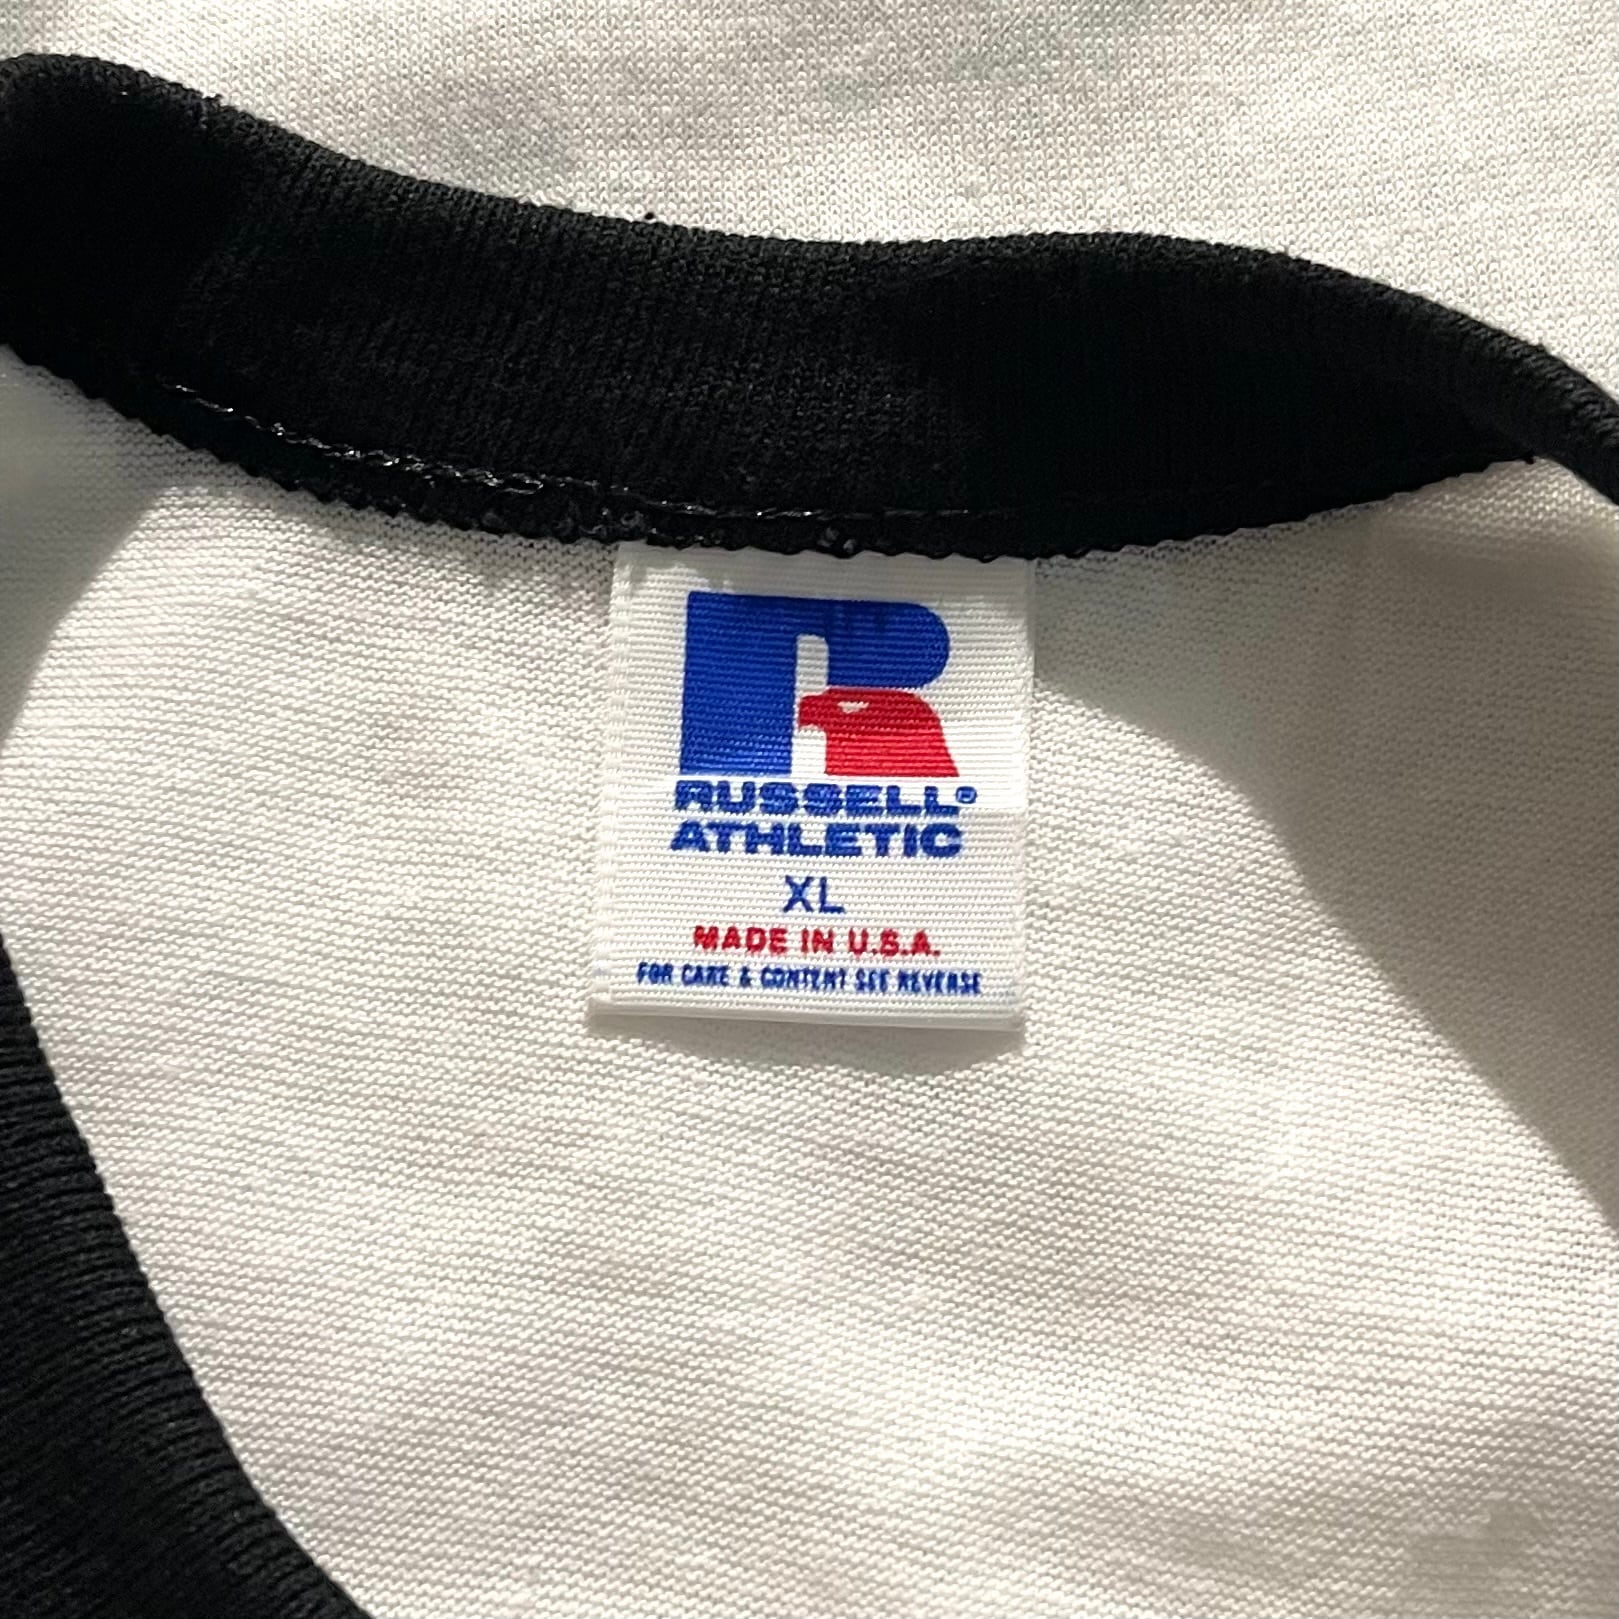 RUSSELL®
ATHLETIC
XL
MADE IN U.S.A.
FOR CARE & CONTENT SEE REVERSE